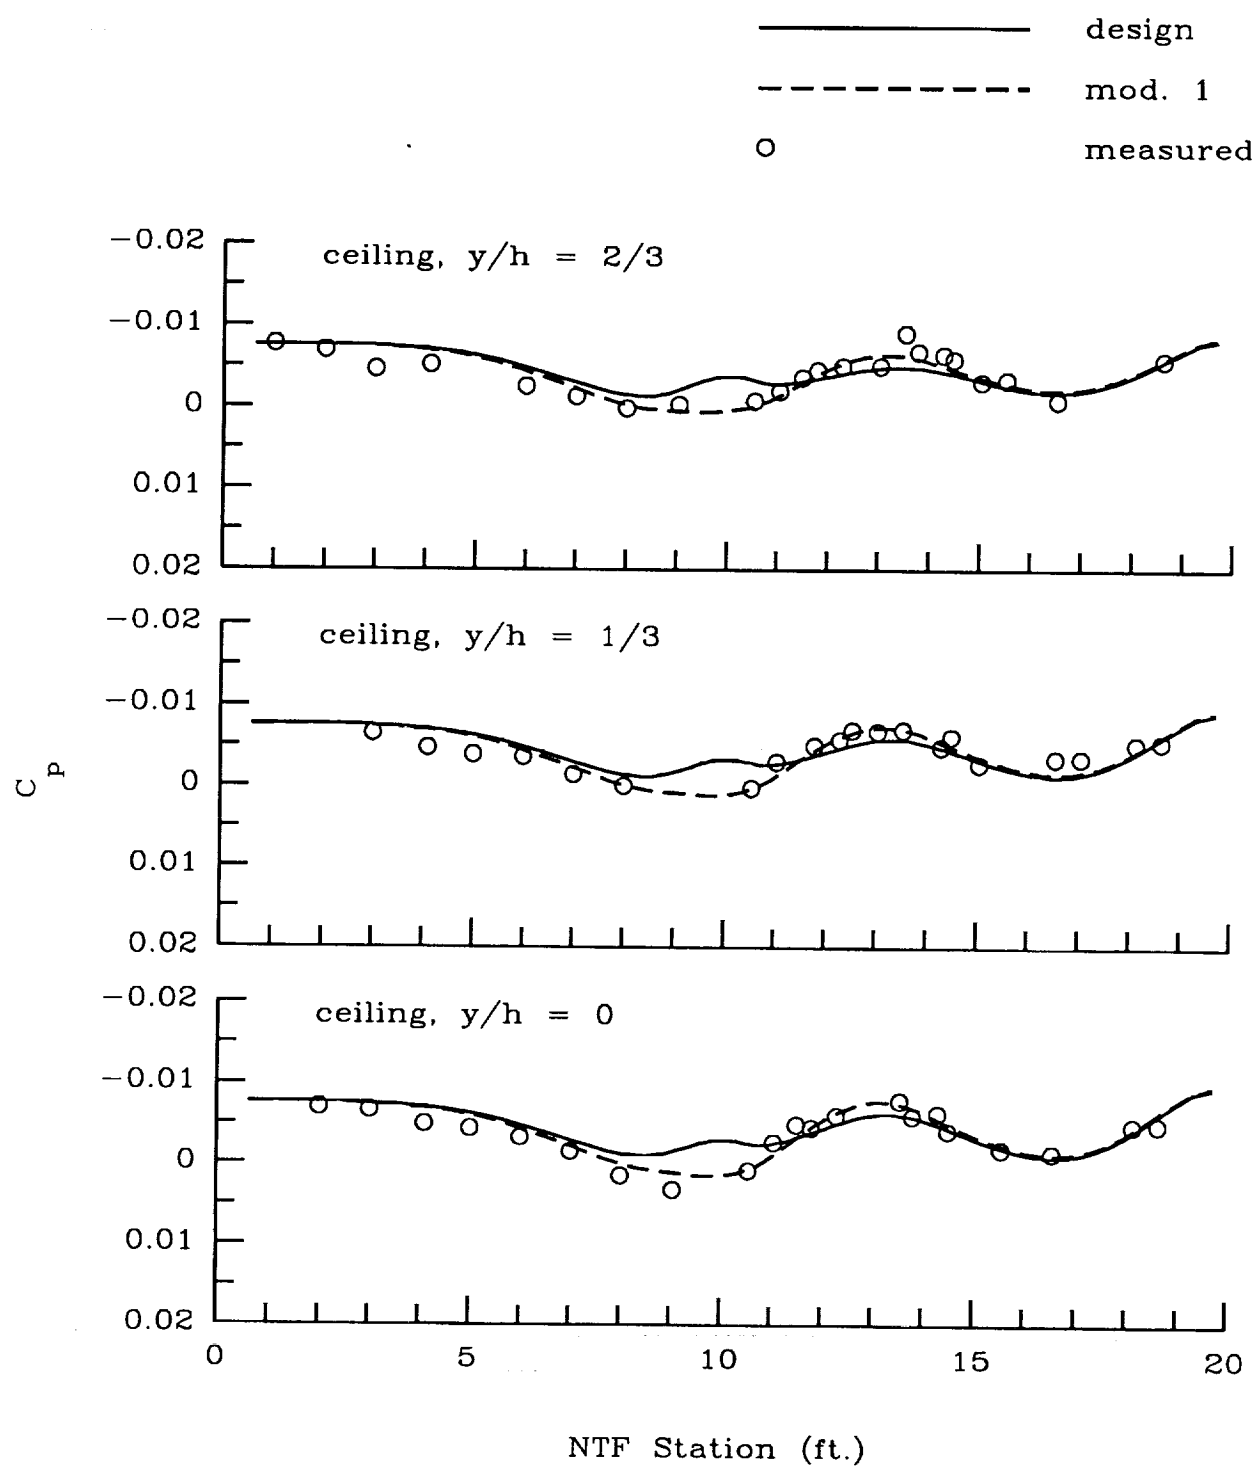 design
mod. 1
measured
ceiling, y/h = 2/3
-0.02
-0.01
0
0.01
0.02
ceiling, y/h = 1/3
-0.02
-0.01
0
0.01
0.02
C p
ceiling, y/h = 0
-0.02
-0.01
0
0.01
0.02
0 5 10 15 20
NTF Station (ft.)